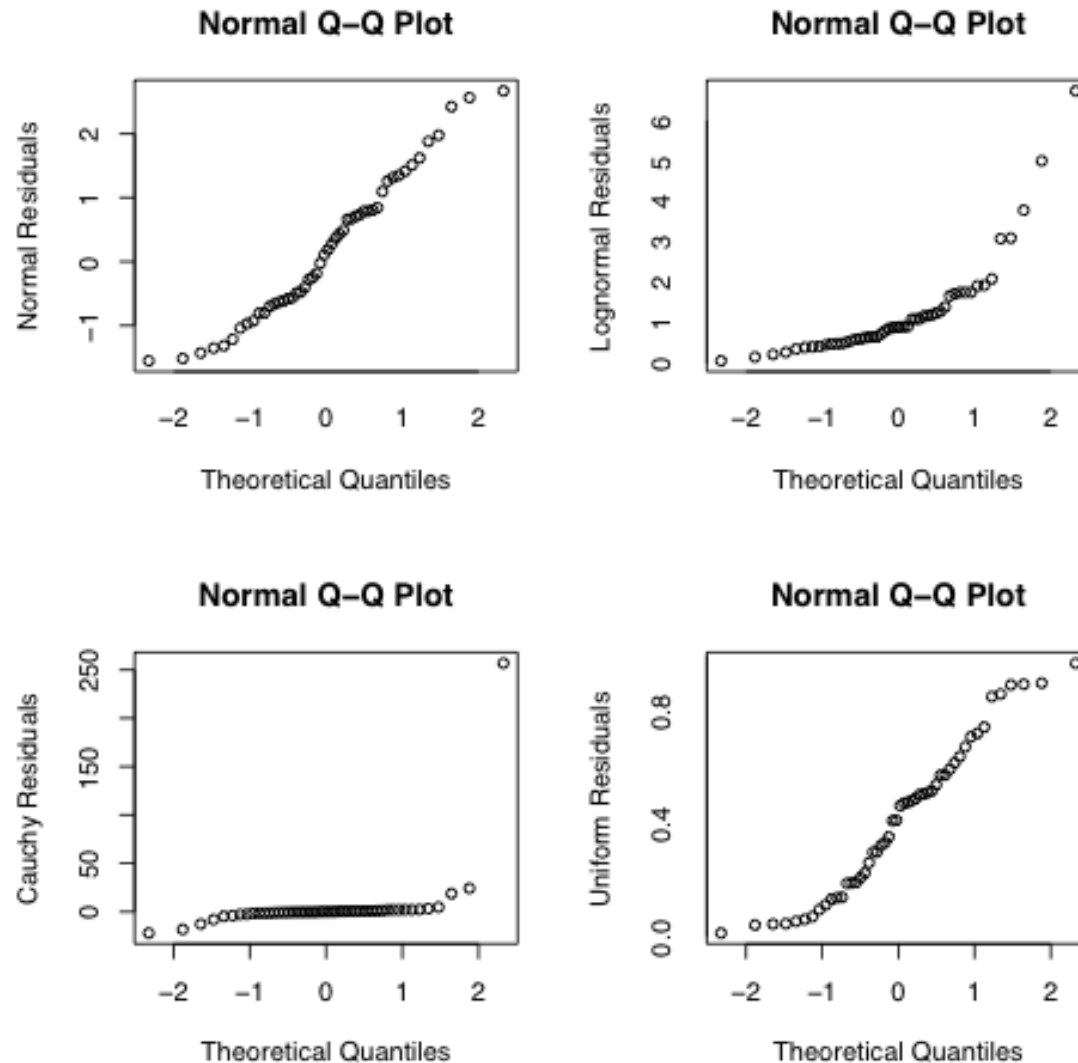 Normal Q−Q Plot
Normal Residuals
2
1
0
−1
−2 −1 0 1 2
Theoretical Quantiles
Normal Q−Q Plot
Lognormal Residuals
6
5
4
3
2
1
0
−2 −1 0 1 2
Theoretical Quantiles
Normal Q−Q Plot
Cauchy Residuals
250
150
50
0
−2 −1 0 1 2
Theoretical Quantiles
Normal Q−Q Plot
Uniform Residuals
0.8
0.4
0.0
−2 −1 0 1 2
Theoretical Quantiles